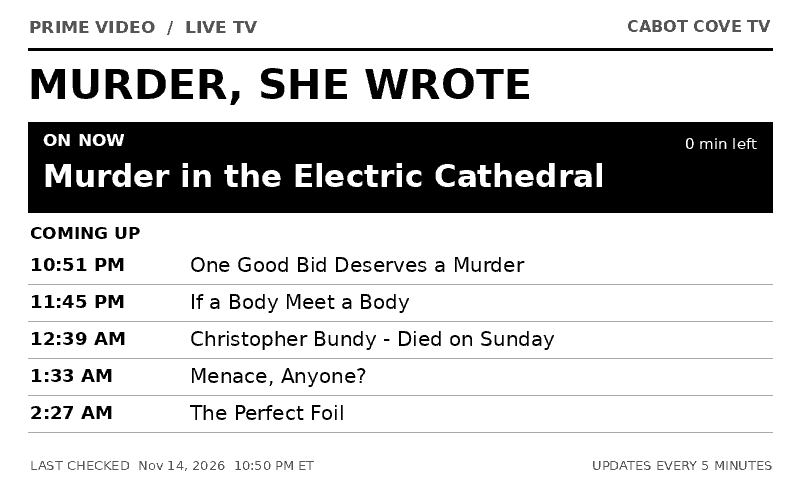 PRIME VIDEO / LIVE TV
CABOT COVE TV
MURDER, SHE WROTE
ON NOW
0 min left
Murder in the Electric Cathedral
COMING UP
10:51 PM One Good Bid Deserves a Murder
11:45 PM If a Body Meet a Body
12:39 AM Christopher Bundy - Died on Sunday
1:33 AM Menace, Anyone?
2:27 AM The Perfect Foil
LAST CHECKED Nov 14, 2026 10:50 PM ET
UPDATES EVERY 5 MINUTES